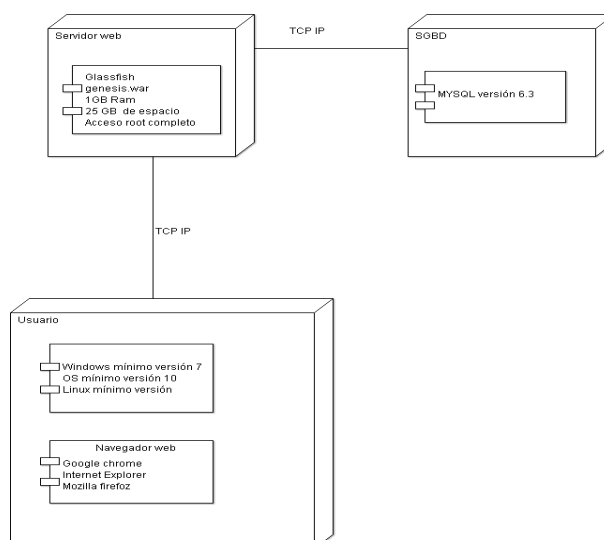 Servidor web
TCP IP
SGBD
Glassfish
genesis.war
1GB Ram
25 GB de espacio
Acceso root completo
MYSQL versión 6.3
TCP IP
Usuario
Windows mínimo versión 7
OS mínimo versión 10
Linux mínimo versión
Navegador web
Google chrome
Internet Explorer
Mozilla firefoz